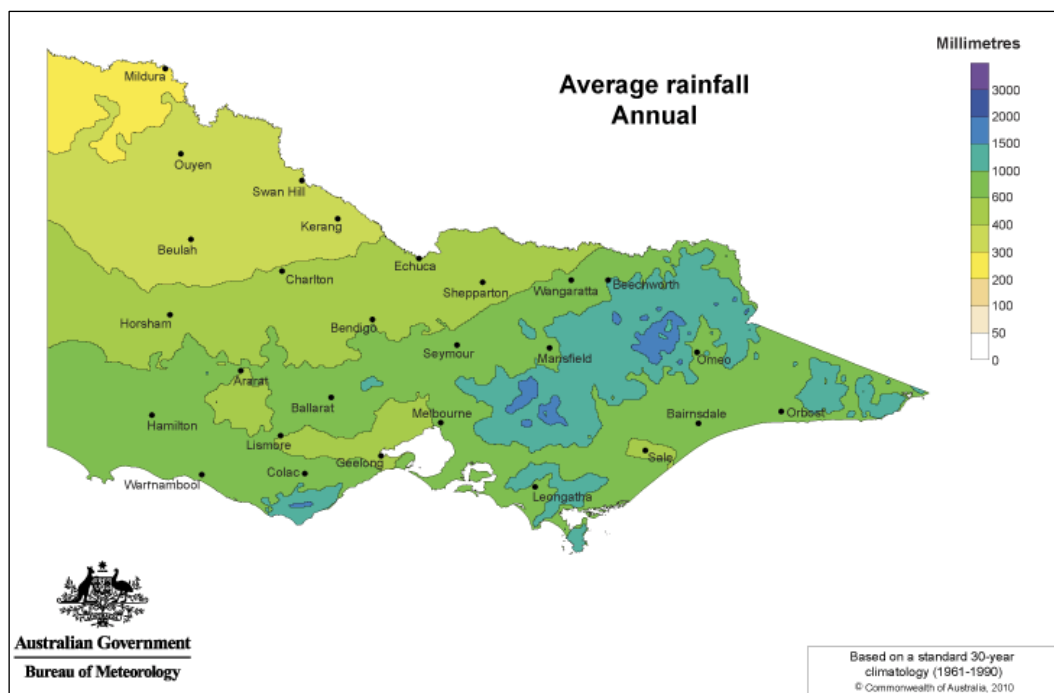 Millimetres
Average rainfall
Annual
3000
2000
1500
1000
600
400
300
200
100
50
0
Mildura
Ouyen
Swan Hill
Kerang
Beulah
Echuca
Charlton
Shepparton
Wangaratta
Beechworth
Horsham
Bendigo
Seymour
Mansfield
Omeo
Ararat
Ballarat
Melbourne
Bairnsdale
Orbost
Hamilton
Lismore
Geelong
Sale
Warrnambool
Colac
Leongatha
Australian Government
Bureau of Meteorology
Based on a standard 30-year
climatology (1961-1990)
© Commonwealth of Australia, 2010